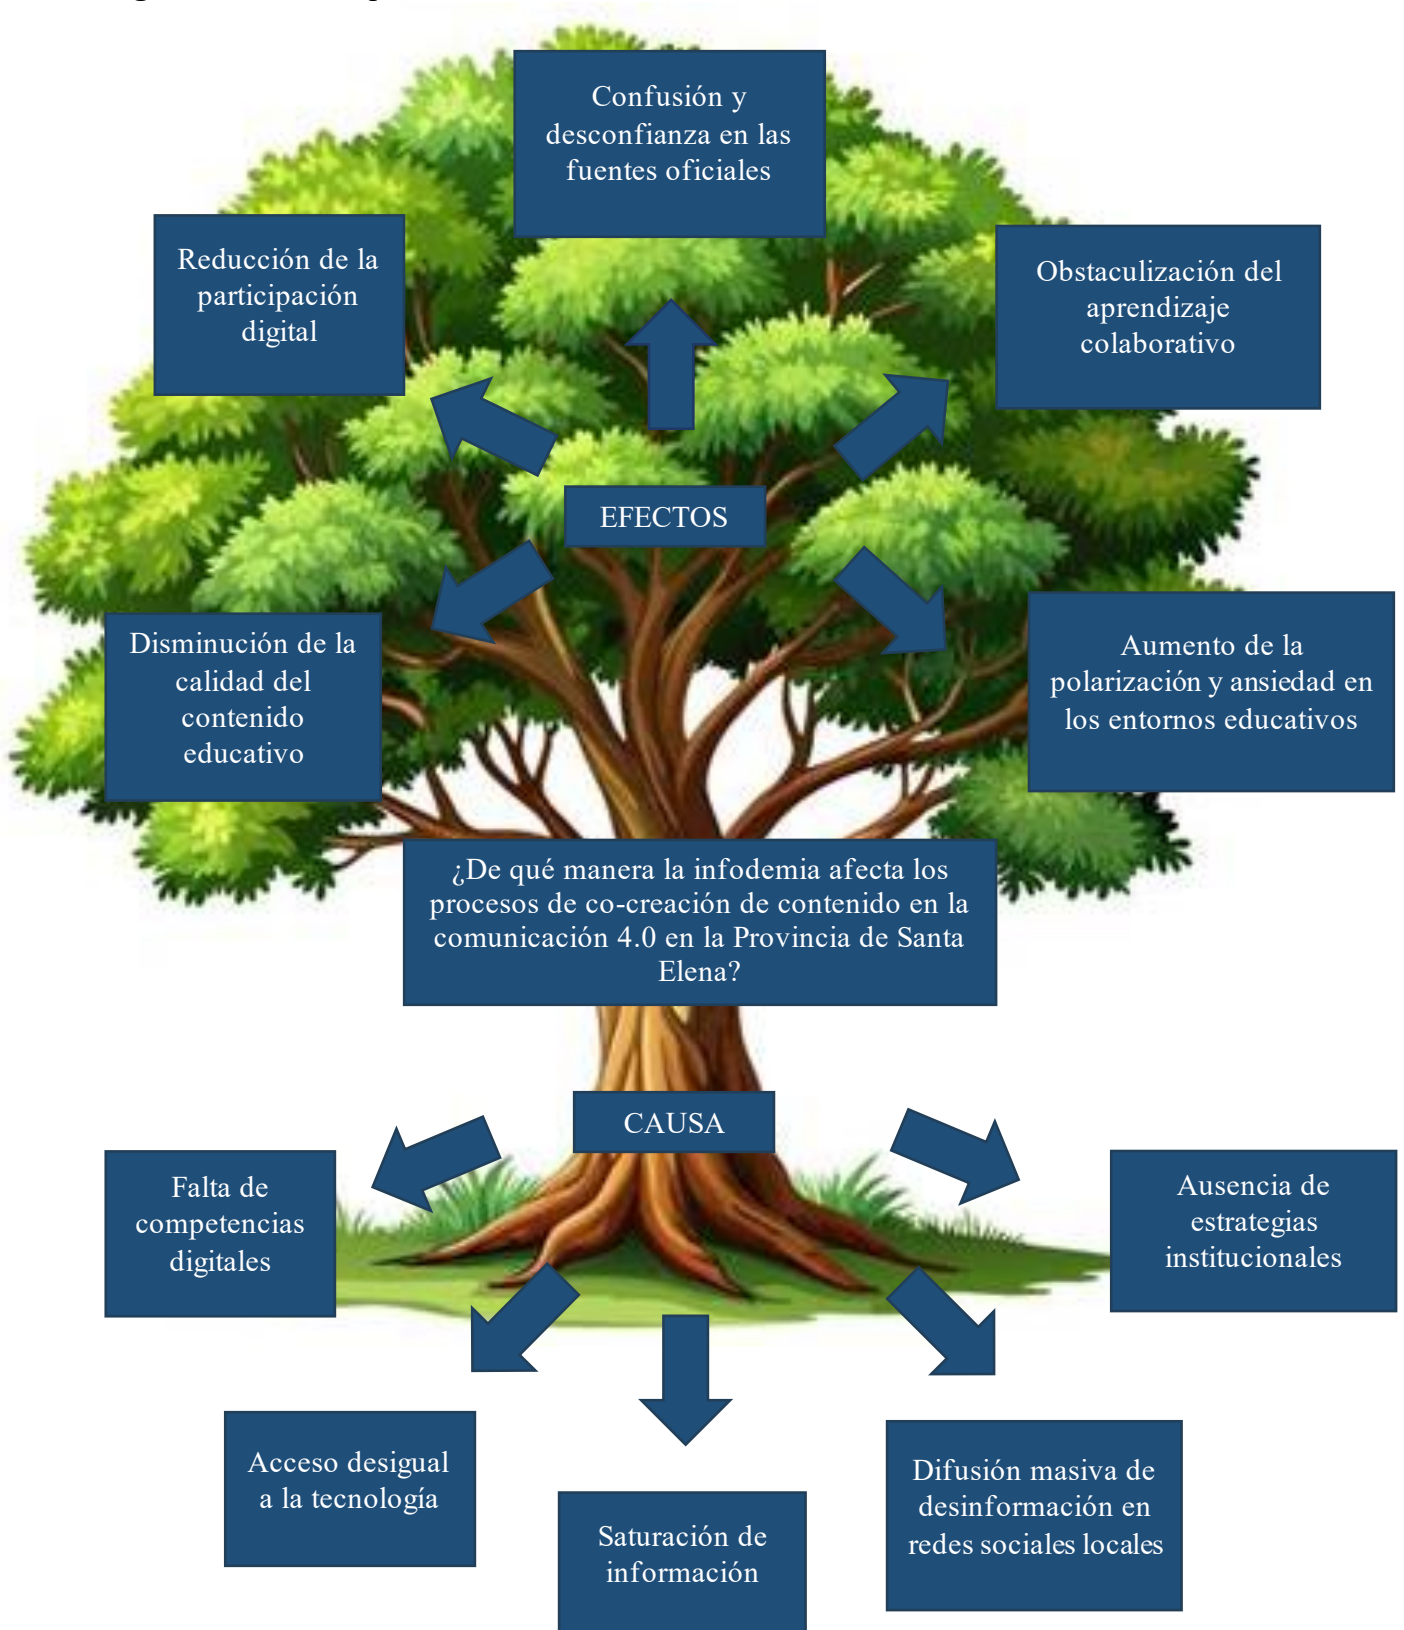 Confusión y
desconfianza en las
fuentes oficiales
Reducción de la
participación
digital
Obstaculización del
aprendizaje
colaborativo
EFECTOS
Disminución de la
calidad del
contenido
educativo
Aumento de la
polarización y ansiedad en
los entornos educativos
¿De qué manera la infodemia afecta los
procesos de co-creación de contenido en la
comunicación 4.0 en la Provincia de Santa
Elena?
CAUSA
Falta de
competencias
digitales
Ausencia de
estrategias
institucionales
Acceso desigual
a la tecnología
Saturación de
información
Difusión masiva de
desinformación en
redes sociales locales